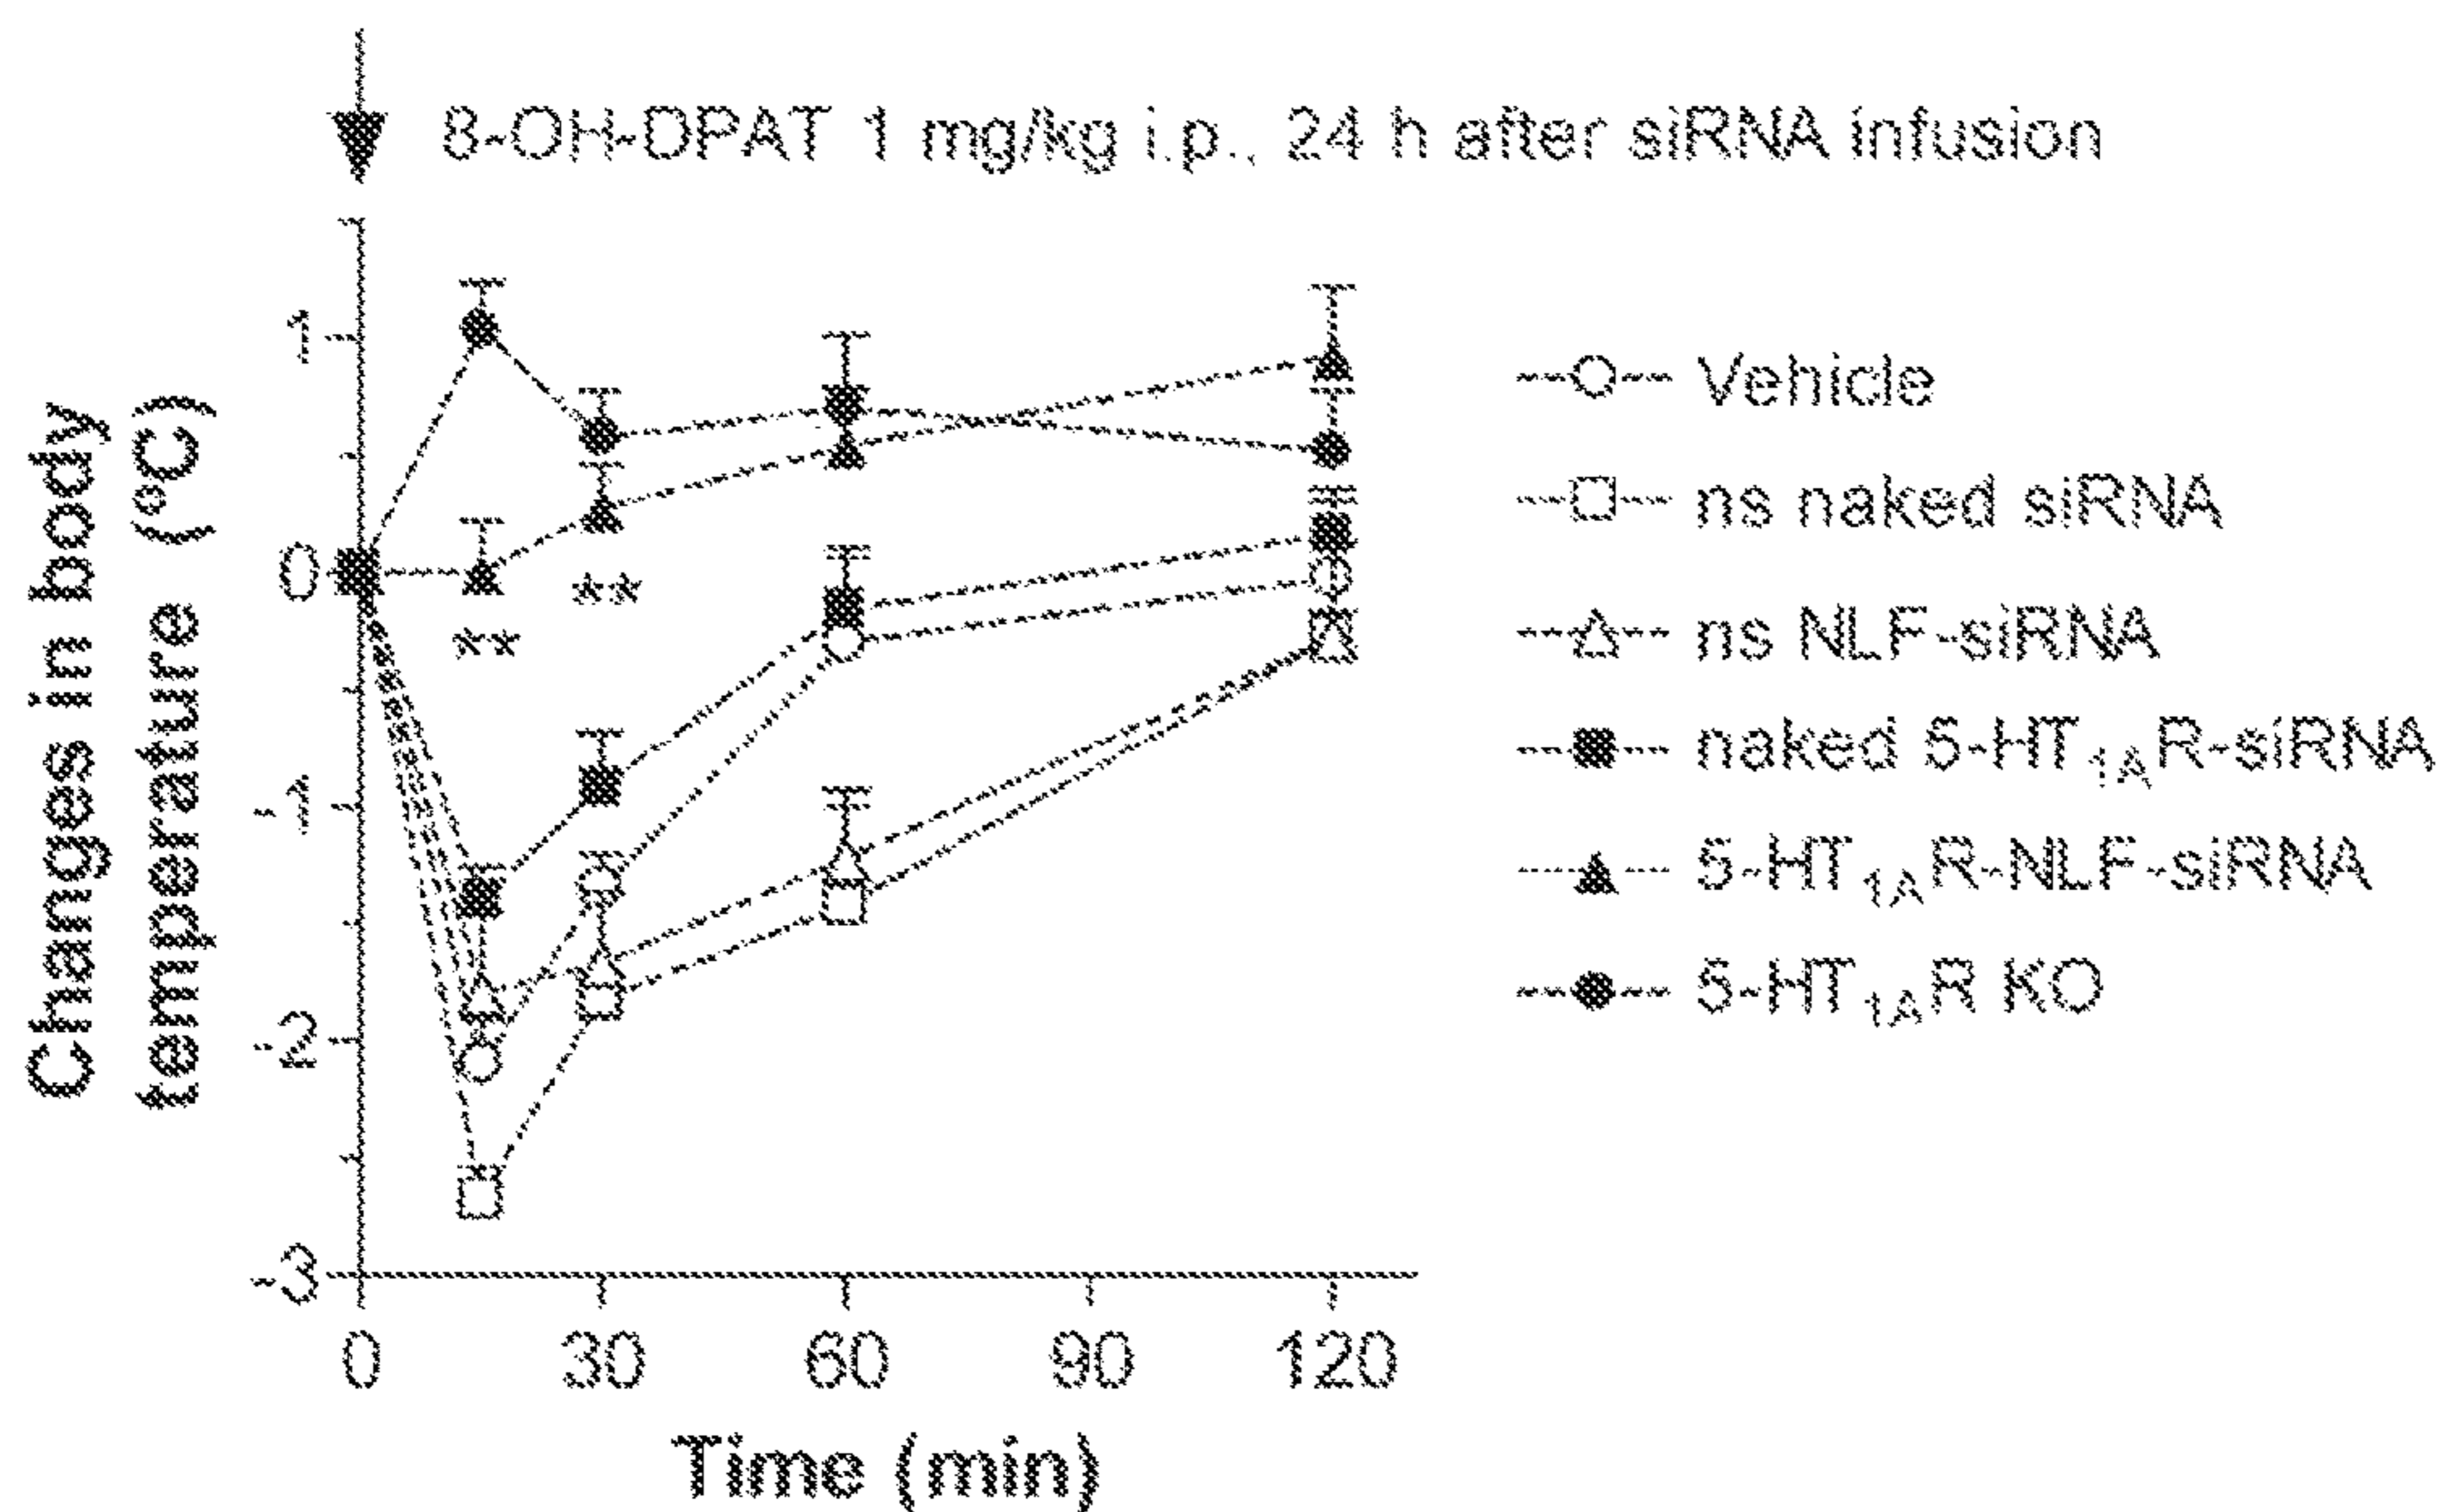 8-OH-DPAT 1 mg/kg i.p., 24 h after siRNA infusion
Changes in body
temperature (°C)
1
0
-1
-2
-3
**
**
0 30 60 90 120
Time (min)
Vehicle
ns naked siRNA
ns NLF-siRNA
naked 5-HT1AR-siRNA
5-HT1AR-NLF-siRNA
5-HT1AR KO